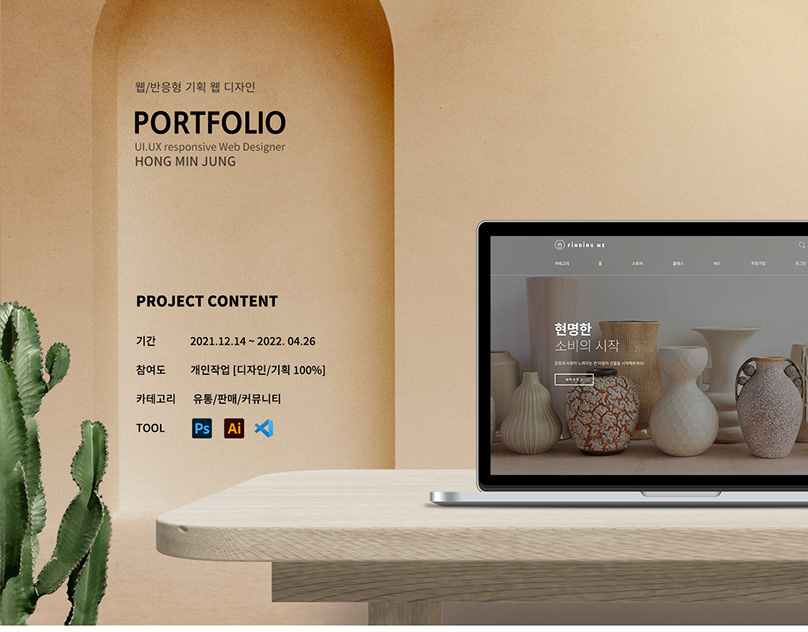 웹/반응형 기획 웹 디자인
PORTFOLIO
UI.UX responsive Web Designer
HONG MIN JUNG
PROJECT CONTENT
기간 2021.12.14 ~ 2022. 04.26
참여도 개인작업 [디자인/기획 100%]
카테고리 유통/판매/커뮤니티
TOOL Ps Ai
FiNDiNG ME
카테고리 홈 스토어 클래스 피드 회원가입 로그인
현명한
소비의 시작